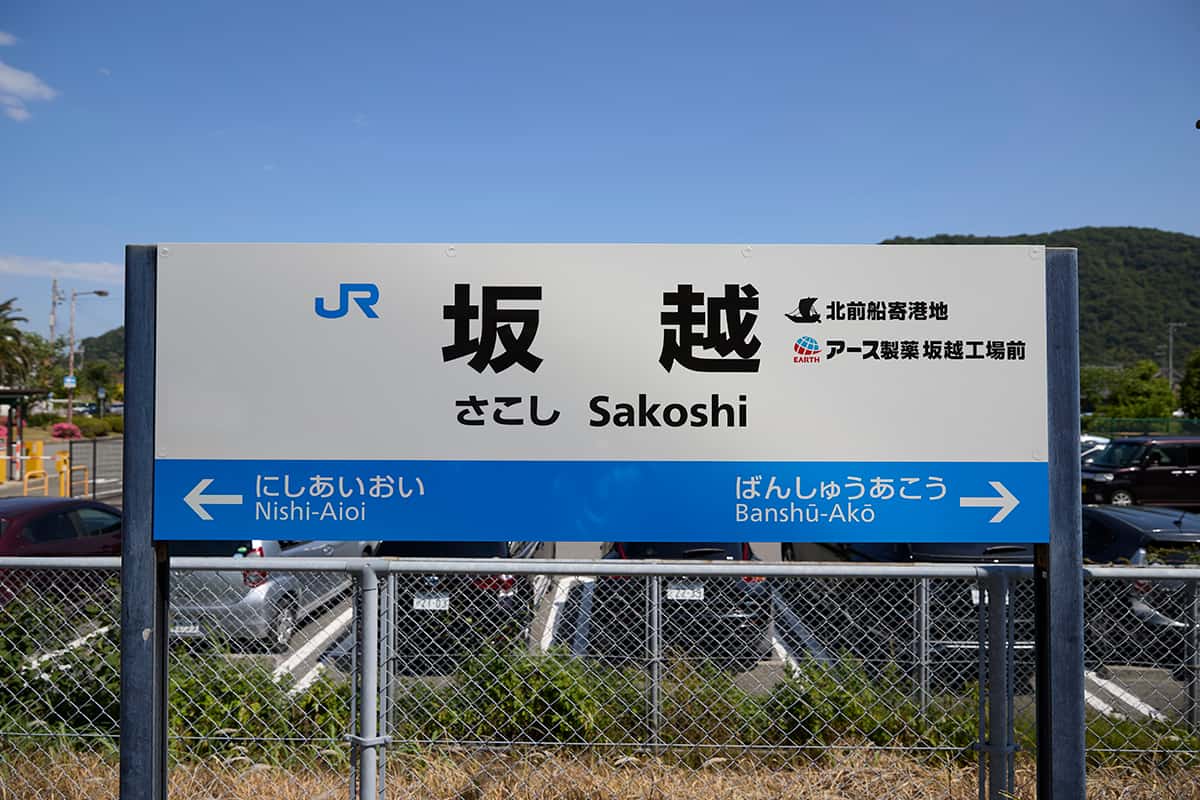 JR
坂越
北前船寄港地
EARTH
アース製薬 坂越工場前
さこし Sakoshi
にしあいおい
Nishi-Aioi
ばんしゅうあこう
Banshū-Akō